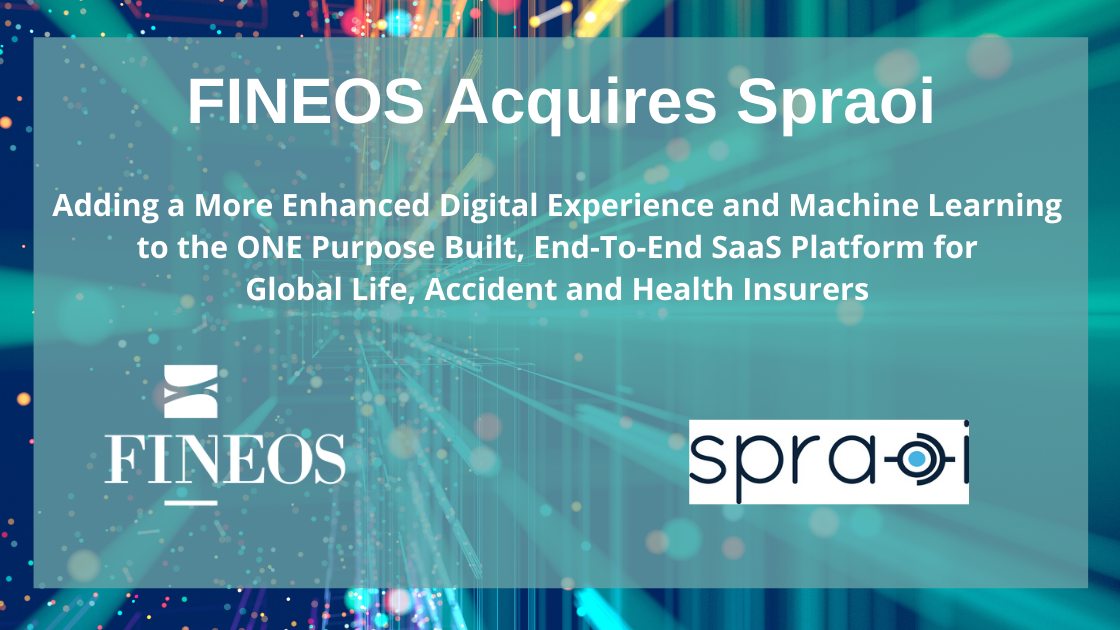 FINEOS Acquires Spraoi
Adding a More Enhanced Digital Experience and Machine Learning
to the ONE Purpose Built, End-To-End SaaS Platform for
Global Life, Accident and Health Insurers
FINEOS
spraoi